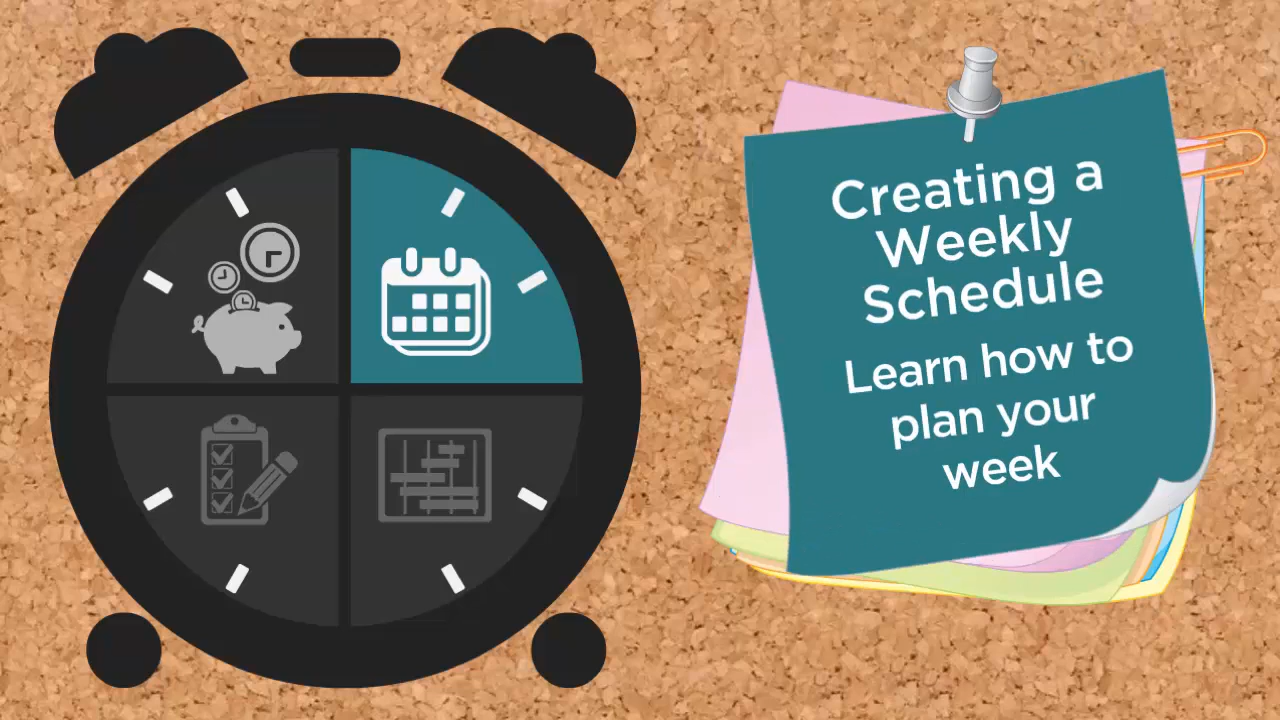 Creating a
Weekly
Schedule
Learn how to
plan your
week